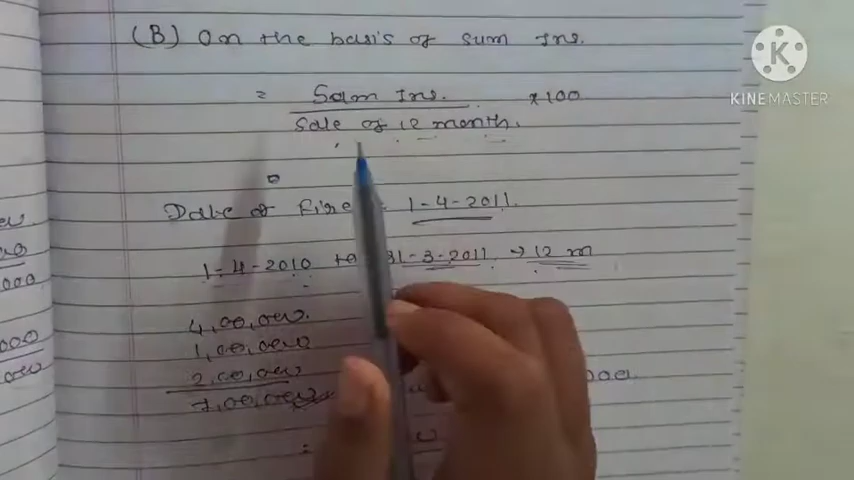 (B) On the basis of sum Ins.
= Sum Ins. × 100
Sale of 12 month.
Date of Fire 1-4-2011.
1-4-2010 to 31-3-2011 → 12 m
4,00,000.
1,00,000
2,00,000
7,00,000
000
000
KINEMASTER